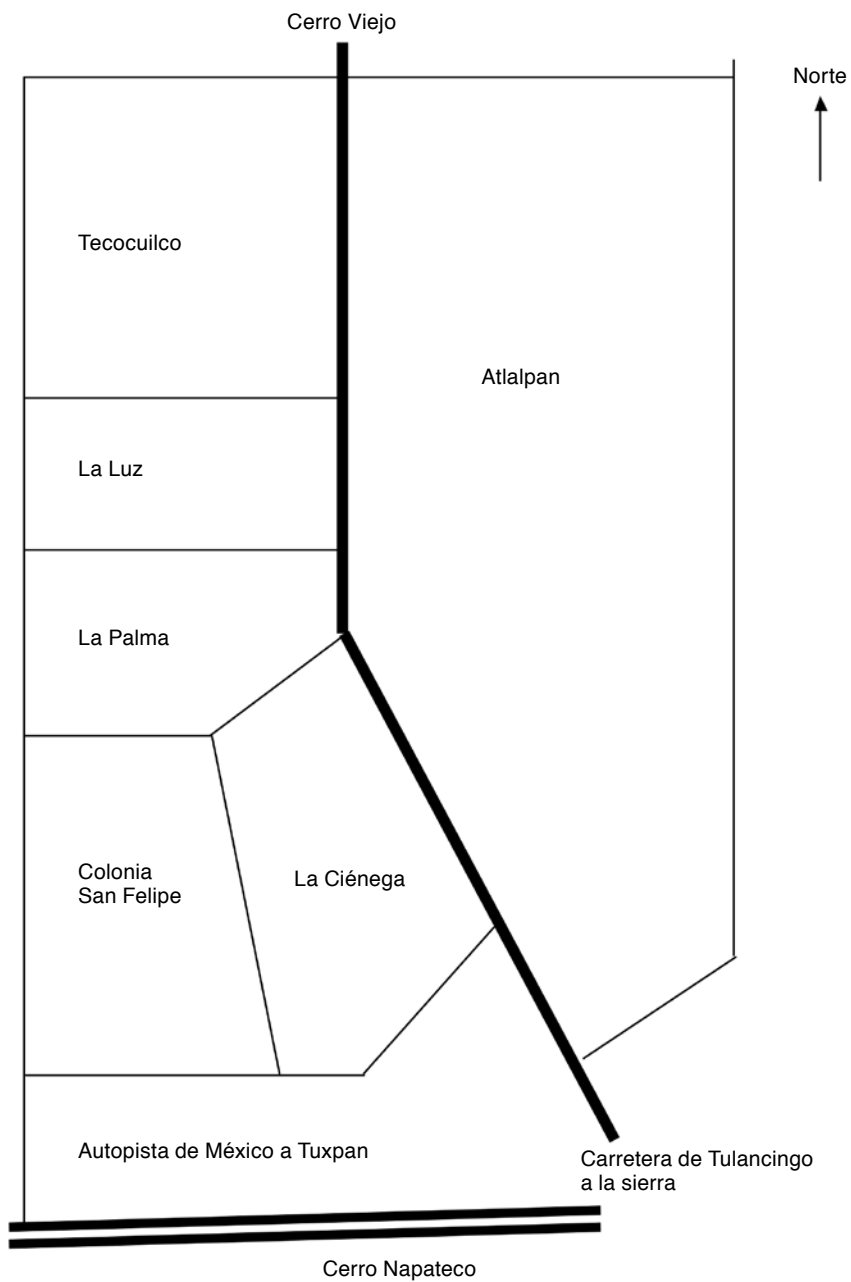 Cerro Viejo
Norte
Tecocuilco
Atlalpan
La Luz
La Palma
Colonia
San Felipe
La Ciénega
Autopista de México a Tuxpan
Carretera de Tulancingo
a la sierra
Cerro Napateco